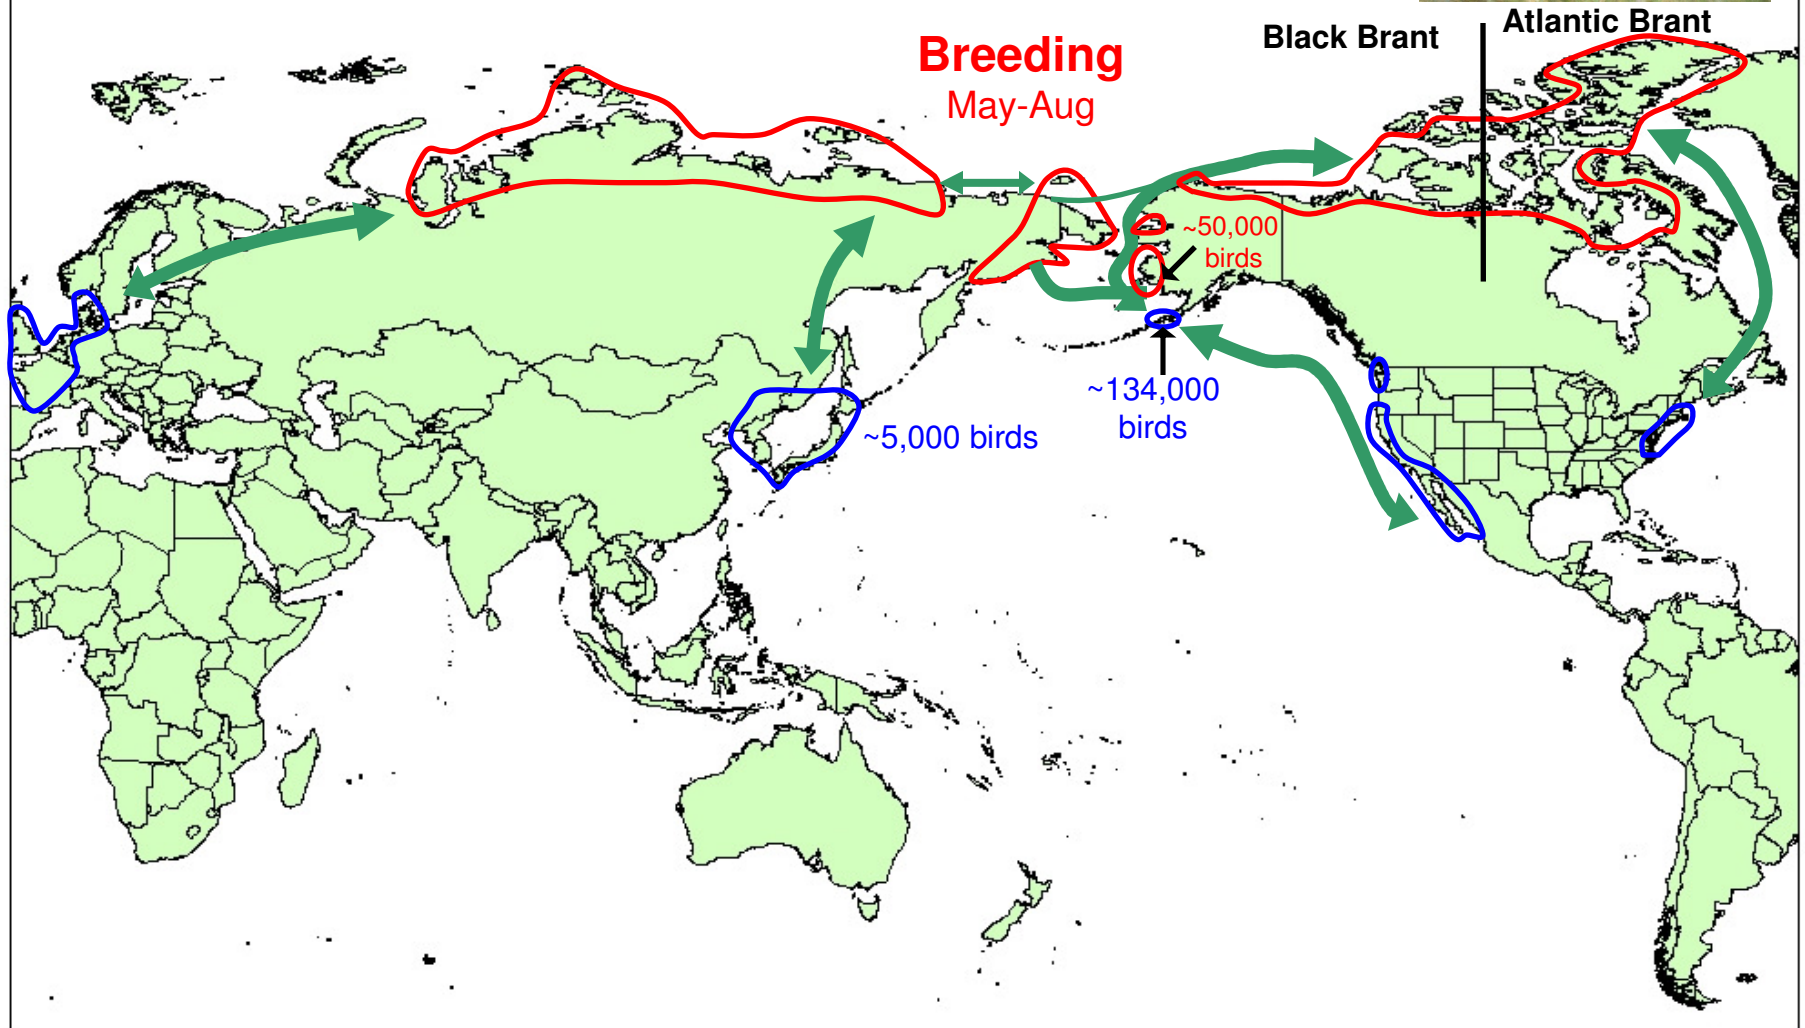 Black Brant
Atlantic Brant
Breeding
May-Aug
~50,000
birds
~134,000
birds
~5,000 birds